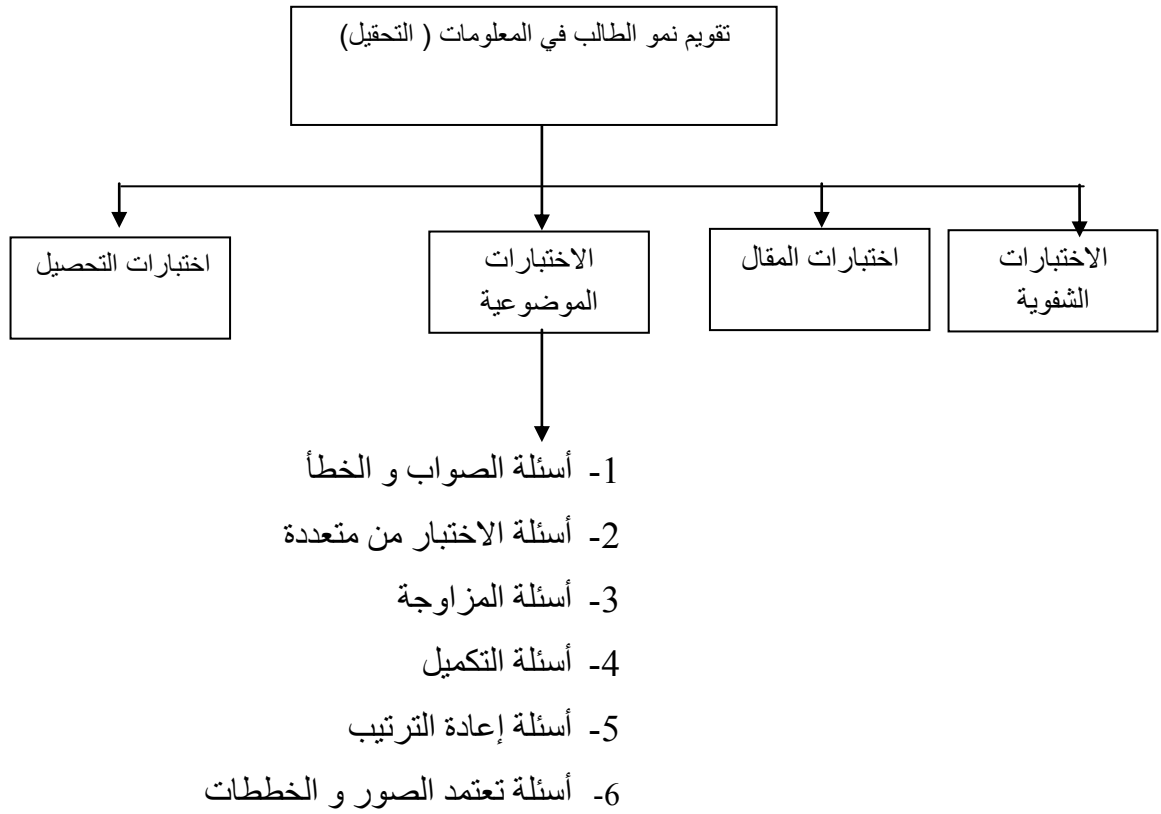 تقويم نمو الطالب في المعلومات ( التحقيل)
الاختبارات
الشفوية
اختبارات المقال
الاختبارات
الموضوعية
اختبارات التحصيل
1- أسئلة الصواب و الخطأ
2- أسئلة الاختبار من متعددة
3- أسئلة المزاوجة
4- أسئلة التكميل
5- أسئلة إعادة الترتيب
6- أسئلة تعتمد الصور و الخططات